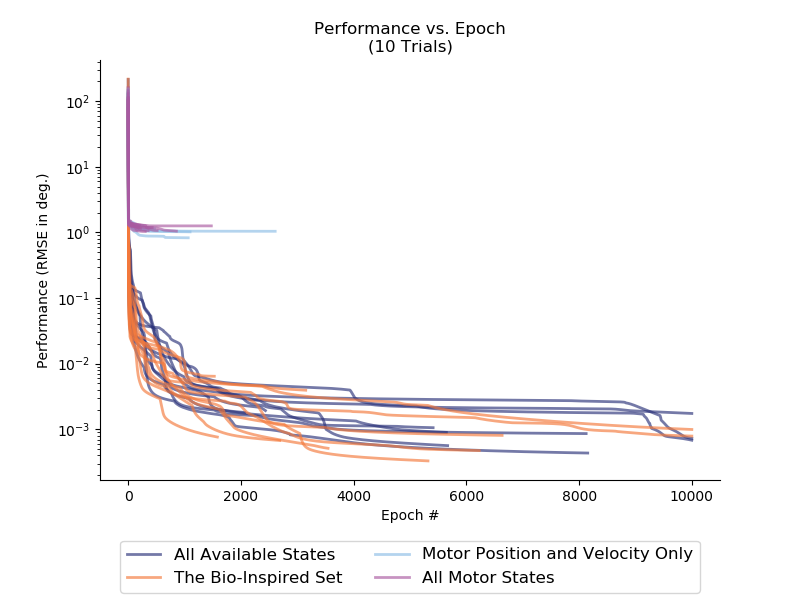 Performance vs. Epoch
(10 Trials)
Performance (RMSE in deg.)
10²
10¹
10⁰
10⁻¹
10⁻²
10⁻³
0 2000 4000 6000 8000 10000
Epoch #
All Available States Motor Position and Velocity Only
The Bio-Inspired Set All Motor States